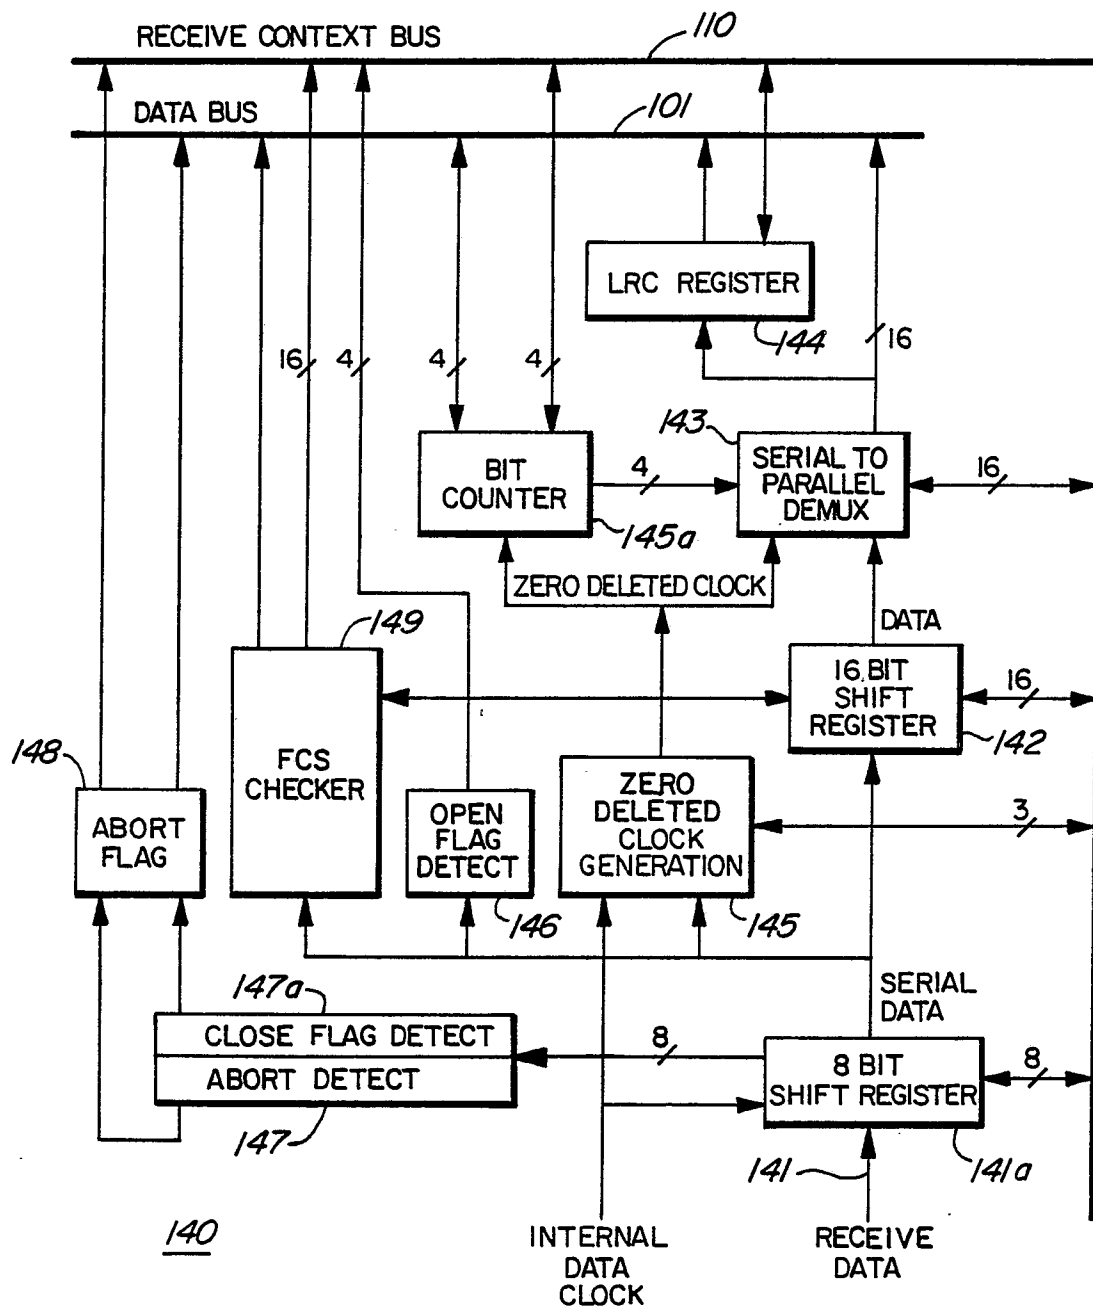 RECEIVE CONTEXT BUS
110
DATA BUS
101
LRC REGISTER
144
16
4
4
4
16
143
BIT
COUNTER
4
SERIAL TO
PARALLEL
DEMUX
16
145a
ZERO DELETED CLOCK
149
DATA
16 BIT
SHIFT
REGISTER
16
142
148
FCS
CHECKER
ABORT
FLAG
OPEN
FLAG
DETECT
146
ZERO
DELETED
CLOCK
GENERATION
145
3
147a
SERIAL
DATA
CLOSE FLAG DETECT
ABORT DETECT
147
8
8 BIT
SHIFT REGISTER
8
141
141a
140
INTERNAL
DATA
CLOCK
RECEIVE
DATA